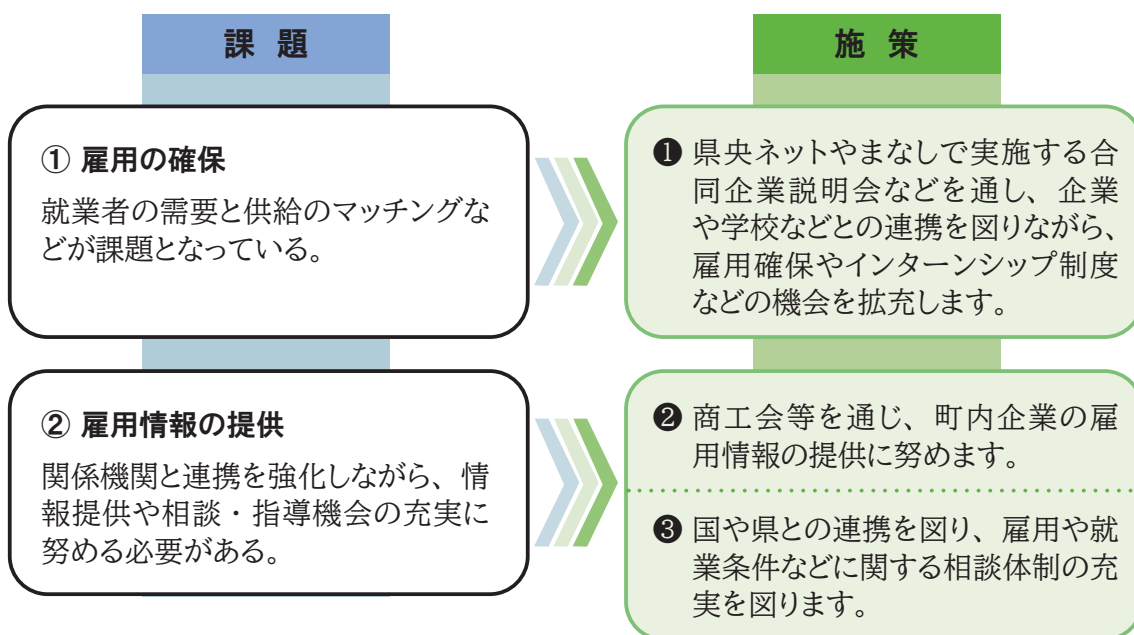 課 題
施 策
① 雇用の確保
就業者の需要と供給のマッチングな
どが課題となっている。
❶ 県央ネットやまなしで実施する合
同企業説明会などを通し、企業
や学校などとの連携を図りながら、
雇用確保やインターンシップ制度
などの機会を拡充します。
② 雇用情報の提供
関係機関と連携を強化しながら、情
報提供や相談・指導機会の充実に
努める必要がある。
❷ 商工会等を通じ、町内企業の雇
用情報の提供に努めます。
❸ 国や県との連携を図り、雇用や就
業条件などに関する相談体制の充
実を図ります。